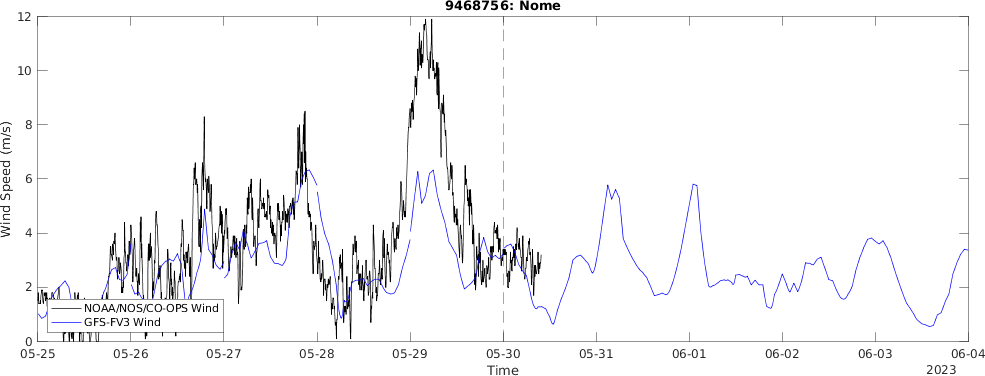 9468756: Nome
Wind Speed (m/s)
12
10
8
6
4
2
0
NOAA/NOS/CO-OPS Wind
GFS-FV3 Wind
05-25 05-26 05-27 05-28 05-29 05-30 05-31 06-01 06-02 06-03 06-04
Time
2023